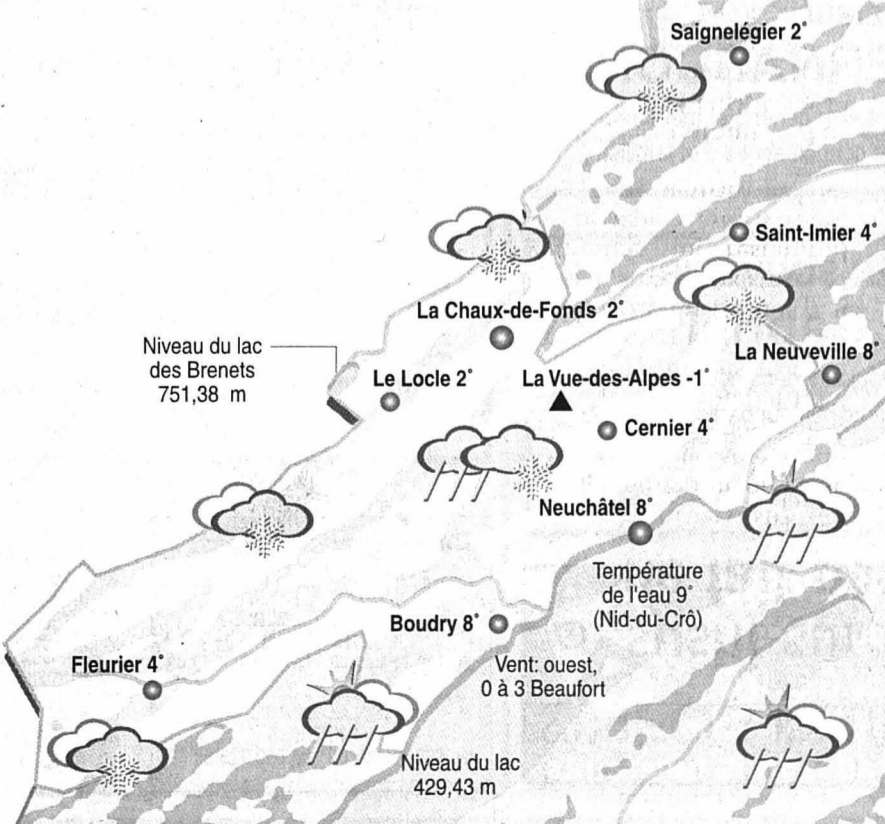 Saignelégier 2°
Saint-Imier 4°
La Chaux-de-Fonds 2°
Niveau du lac
des Brenets
751,38 m
La Neuveville 8°
Le Locle 2°
La Vue-des-Alpes -1°
Cernier 4°
Neuchâtel 8°
Température
de l'eau 9°
(Nid-du-Crô)
Boudry 8°
Fleurier 4°
Vent: ouest,
0 à 3 Beaufort
Niveau du lac
429,43 m